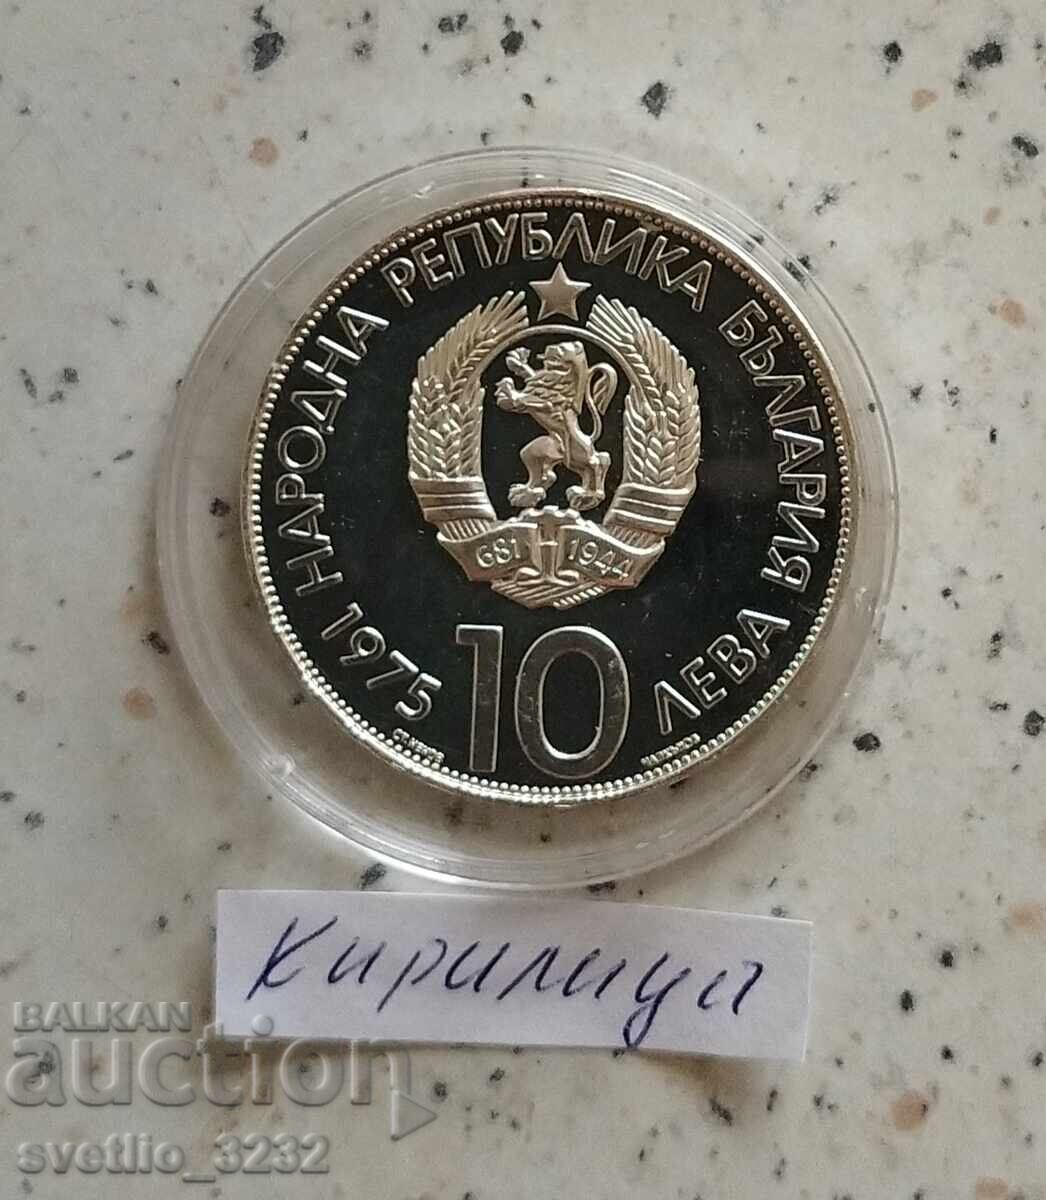 НАРОДНА РЕПУБЛИКА БЪЛГАРИЯ
681 1944
1975 10 ЛЕВА
кирилица
BALKAN
auction
svetlio_3232